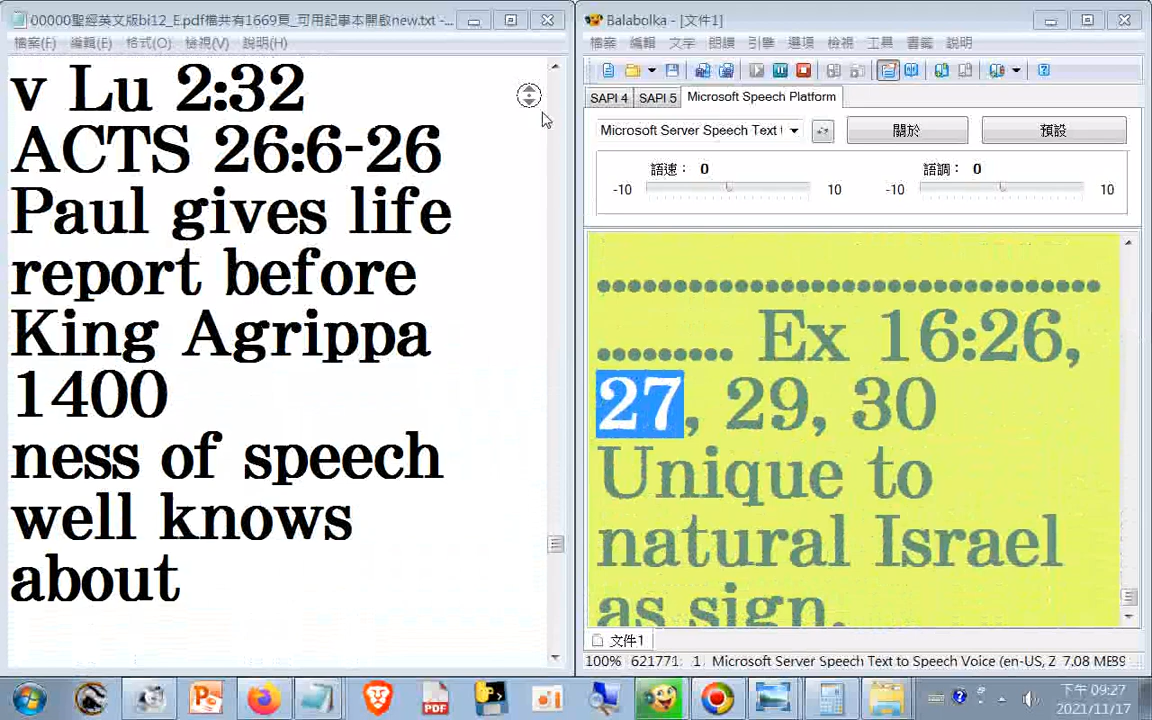 00000聖經英文版bi12_E.pdf檔共有1669頁_可用記事本開啟new.txt -...
檔案(F) 編輯(E) 格式(O) 檢視(V) 說明(H)
v Lu 2:32
ACTS 26:6-26
Paul gives life
report before
King Agrippa
1400
ness of speech
well knows
about
Balabolka - [文件1]
檔案 編輯 文字 朗讀 引擎 選項 檢視 工具 書籤 說明
SAPI 4 SAPI 5 Microsoft Speech Platform
Microsoft Server Speech Text 關於 預設
語速: 0 語調: 0
-10 10 -10 10
.................................
......... Ex 16:26,
27, 29, 30
Unique to
natural Israel
as sign.
文件1
100% 621771: 1 Microsoft Server Speech Text to Speech Voice (en-US, Z 7.08 MB
PDF
下午 09:27
2021/11/17